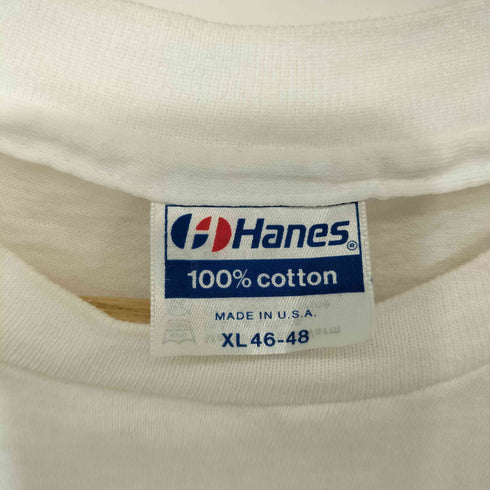 Hanes®
100% cotton
MADE IN U.S.A.
XL 46-48